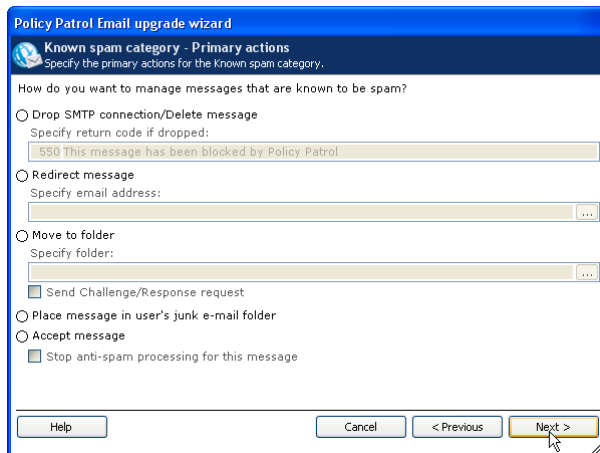 Policy Patrol Email upgrade wizard
Known spam category - Primary actions
Specify the primary actions for the Known spam category.
How do you want to manage messages that are known to be spam?
Drop SMTP connection/Delete message
Specify return code if dropped:
550 This message has been blocked by Policy Patrol
Redirect message
Specify email address:
...
Move to folder
Specify folder:
...
Send Challenge/Response request
Place message in user's junk e-mail folder
Accept message
Stop anti-spam processing for this message
Help Cancel < Previous Next >